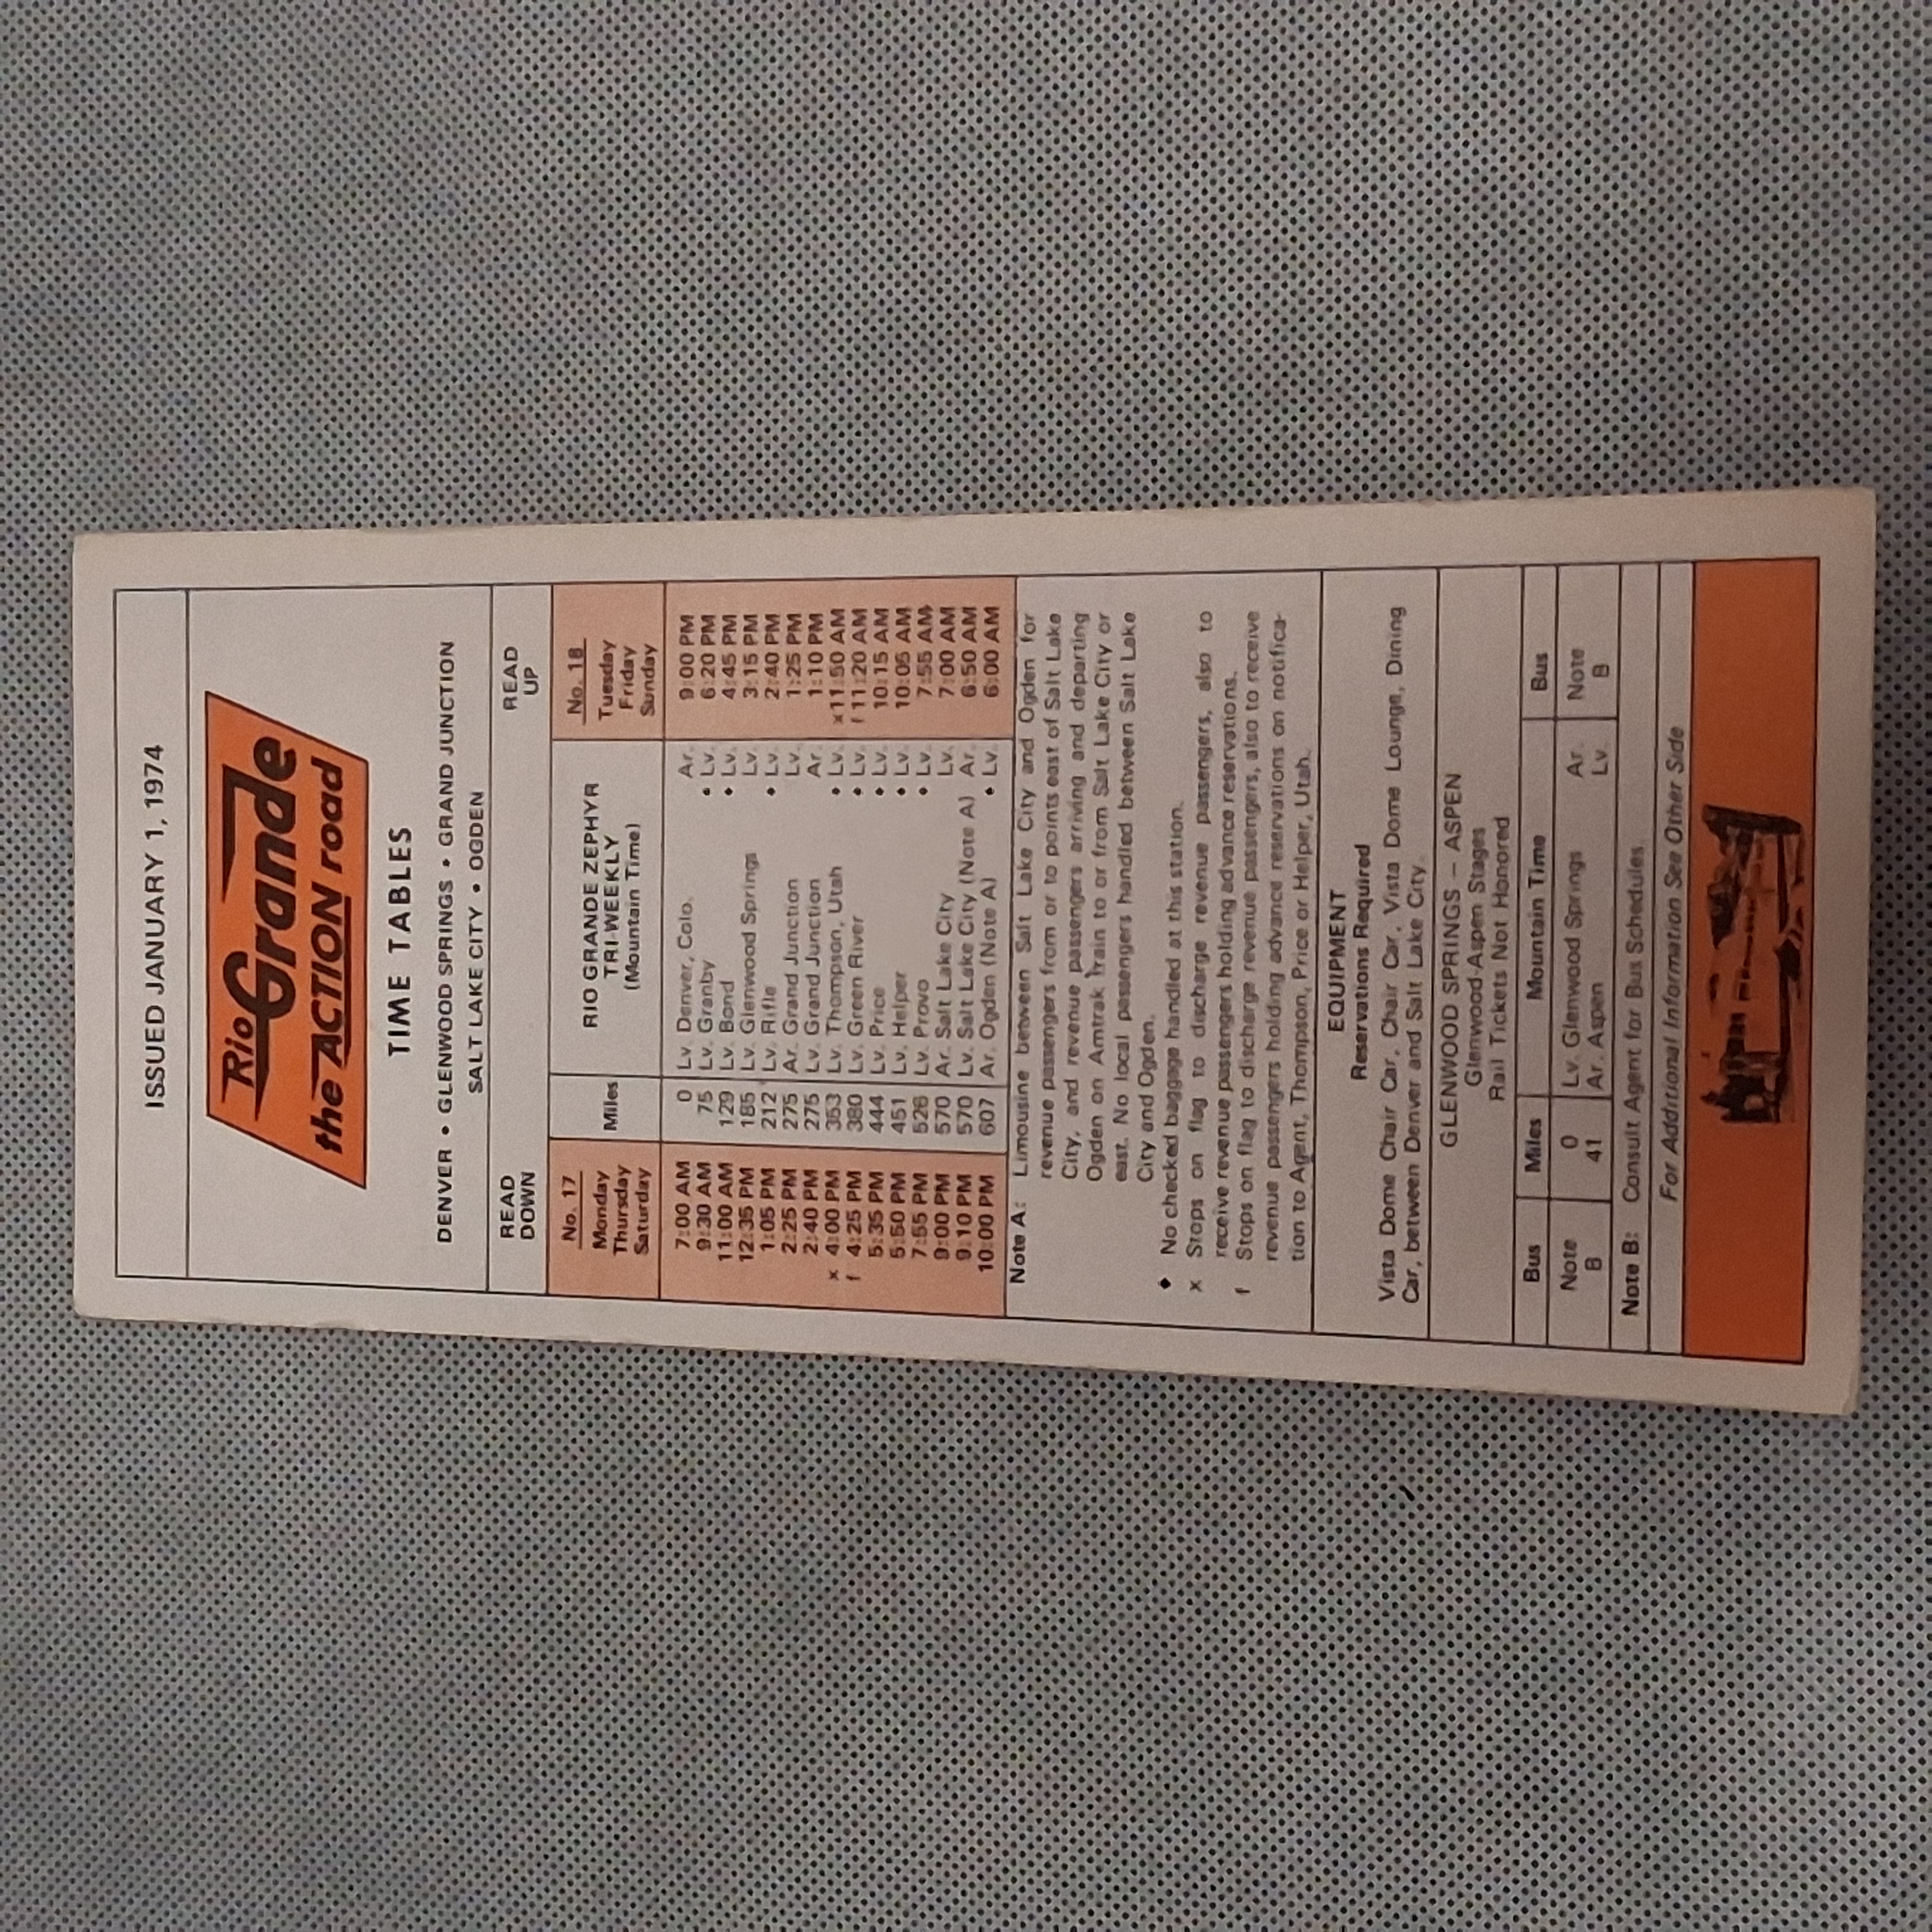 ISSUED JANUARY 1, 1974
Rio Grande
the ACTION road
TIME TABLES
DENVER • GLENWOOD SPRINGS • GRAND JUNCTION
SALT LAKE CITY • OGDEN
READ DOWN READ UP
No. 17 Monday Thursday Saturday Miles RIO GRANDE ZEPHYR TRI-WEEKLY (Mountain Time) No. 18 Tuesday Friday Sunday
7:00 AM 0 Lv. Denver, Colo. Ar. 9:00 PM
9:30 AM 75 Lv. Granby ♦ Lv. 6:20 PM
11:00 AM 129 Lv. Bond ♦ Lv. 4:45 PM
12:35 PM 185 Lv. Glenwood Springs Lv. 3:15 PM
1:05 PM 212 Lv. Rifle ♦ Lv. 2:40 PM
2:25 PM 275 Ar. Grand Junction Lv. 1:25 PM
2:40 PM 275 Lv. Grand Junction Ar. 1:10 PM
x 4:00 PM 353 Lv. Thompson, Utah ♦ Lv. x11:50 AM
f 4:25 PM 380 Lv. Green River ♦ Lv. f 11:20 AM
5:35 PM 444 Lv. Price ♦ Lv. 10:15 AM
5:50 PM 451 Lv. Helper ♦ Lv. 10:05 AM
7:55 PM 526 Lv. Provo ♦ Lv. 7:55 AM
9:00 PM 570 Ar. Salt Lake City Lv. 7:00 AM
9:10 PM 570 Lv. Salt Lake City (Note A) Ar. 6:50 AM
10:00 PM 607 Ar. Ogden (Note A) ♦ Lv. 6:00 AM
Note A: Limousine between Salt Lake City and Ogden for
revenue passengers from or to points east of Salt Lake
City, and revenue passengers arriving and departing
Ogden on Amtrak Train to or from Salt Lake City or
east. No local passengers handled between Salt Lake
City and Ogden.
♦ No checked baggage handled at this station.
x Stops on flag to discharge revenue passengers, also to
receive revenue passengers holding advance reservations.
f Stops on flag to discharge revenue passengers, also to receive
revenue passengers holding advance reservations on notifica-
tion to Agent, Thompson, Price or Helper, Utah.
EQUIPMENT
Reservations Required
Vista Dome Chair Car, Chair Car, Vista Dome Lounge, Dining
Car, between Denver and Salt Lake City.
GLENWOOD SPRINGS — ASPEN
Glenwood-Aspen Stages
Rail Tickets Not Honored
Bus Miles Mountain Time Bus
Note 0 Lv. Glenwood Springs Ar. Note
B 41 Ar. Aspen Lv. B
Note B: Consult Agent for Bus Schedules.
For Additional Information See Other Side